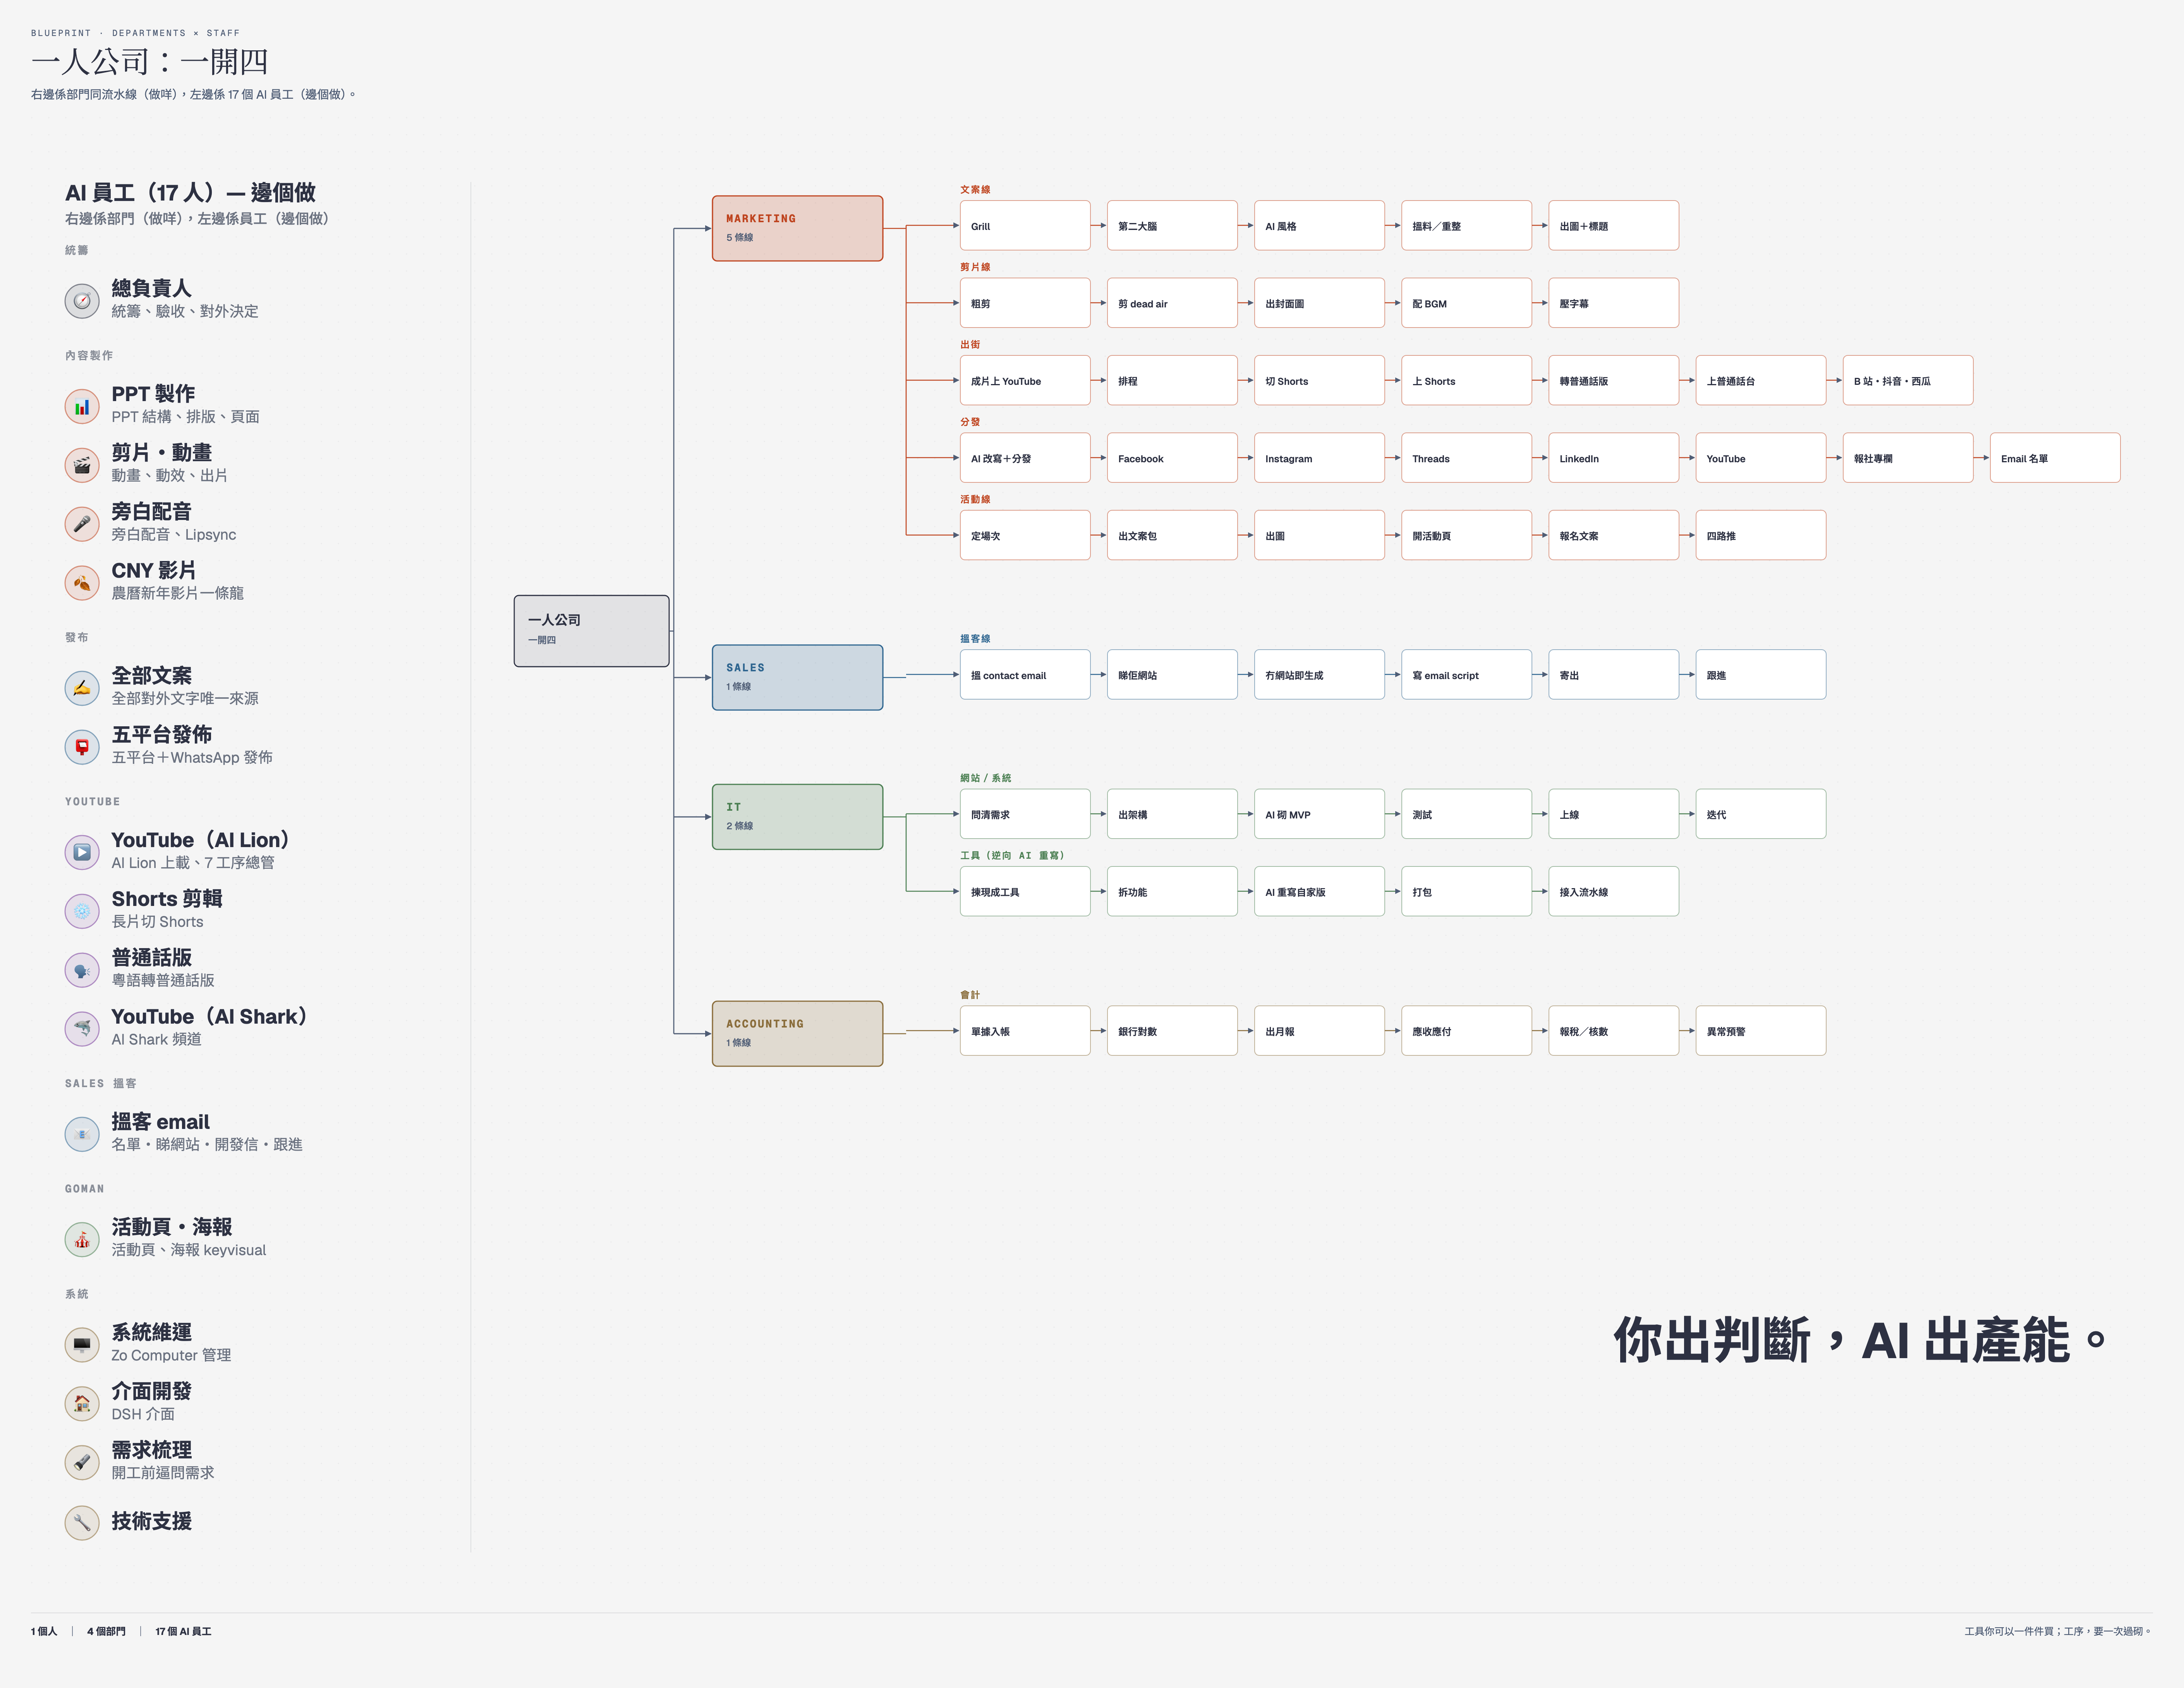 BLUEPRINT · DEPARTMENTS × STAFF
一人公司：一開四
右邊係部門同流水線（做咩），左邊係 17 個 AI 員工（邊個做）。
AI 員工（17 人）— 邊個做
右邊係部門（做咩），左邊係員工（邊個做）
統籌
總負責人
統籌、驗收、對外決定
內容製作
PPT 製作
PPT 結構、排版、頁面
剪片・動畫
動畫、動效、出片
旁白配音
旁白配音、Lipsync
CNY 影片
農曆新年影片一條龍
發布
全部文案
全部對外文字唯一來源
五平台發佈
五平台＋WhatsApp 發佈
YOUTUBE
YouTube（AI Lion）
AI Lion 上載、7 工序總管
Shorts 剪輯
長片切 Shorts
普通話版
粵語轉普通話版
YouTube（AI Shark）
AI Shark 頻道
SALES 搵客
搵客 email
名單・睇網站・開發信・跟進
GOMAN
活動頁・海報
活動頁、海報 keyvisual
系統
系統維運
Zo Computer 管理
介面開發
DSH 介面
需求梳理
開工前逼問需求
技術支援
一人公司
一開四
MARKETING
5 條線
文案線
Grill
第二大腦
AI 風格
搵料／重整
出圖＋標題
剪片線
粗剪
剪 dead air
出封面圖
配 BGM
壓字幕
出街
成片上 YouTube
排程
切 Shorts
上 Shorts
轉普通話版
上普通話台
B 站・抖音・西瓜
分發
AI 改寫＋分發
Facebook
Instagram
Threads
LinkedIn
YouTube
報社專欄
Email 名單
活動線
定場次
出文案包
出圖
開活動頁
報名文案
四路推
SALES
1 條線
搵客線
搵 contact email
睇佢網站
冇網站即生成
寫 email script
寄出
跟進
IT
2 條線
網站 / 系統
問清需求
出架構
AI 砌 MVP
測試
上線
迭代
工具（逆向 AI 重寫）
揀現成工具
拆功能
AI 重寫自家版
打包
接入流水線
ACCOUNTING
1 條線
會計
單據入帳
銀行對數
出月報
應收應付
報稅／核數
異常預警
你出判斷，AI 出產能。
1 個人 | 4 個部門 | 17 個 AI 員工
工具你可以一件件買；工序，要一次過砌。